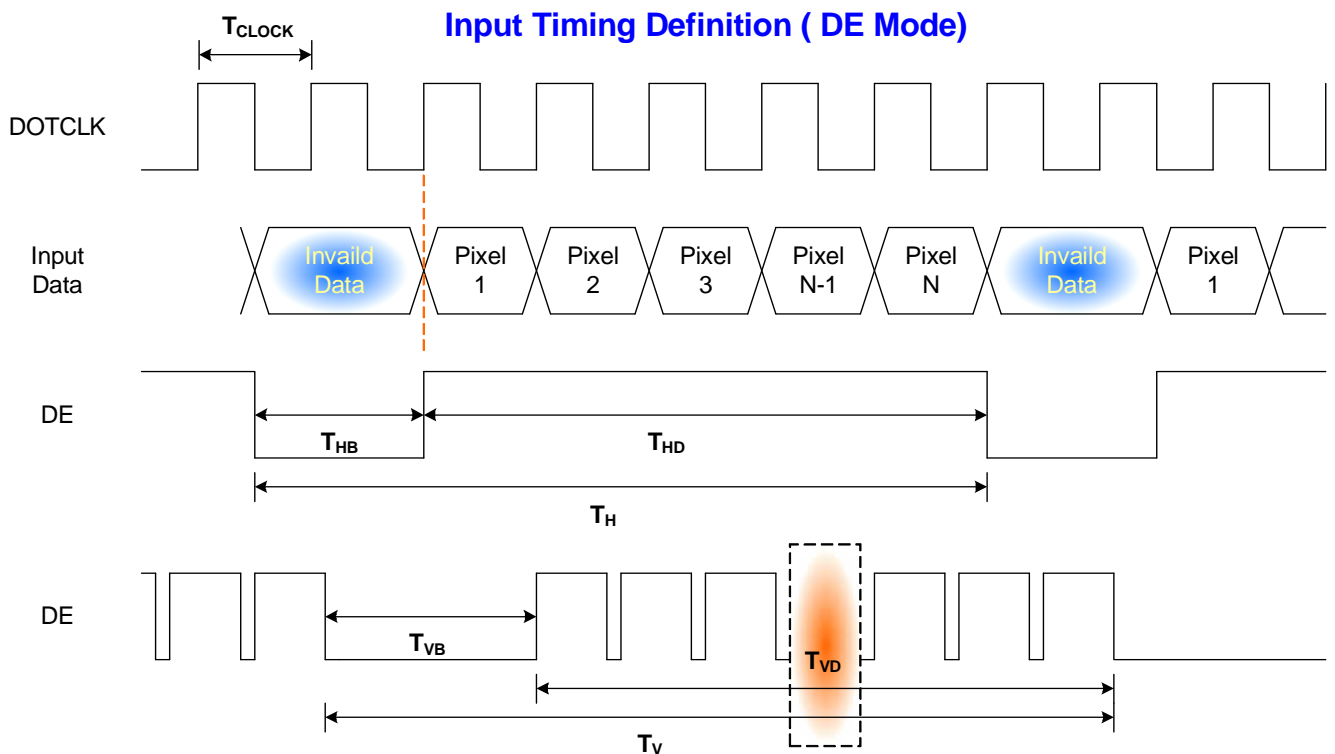 Input Timing Definition ( DE Mode)
TCLOCK
DOTCLK
Input
Data
Invaild
Data
Pixel
1
Pixel
2
Pixel
3
Pixel
N-1
Pixel
N
Invaild
Data
Pixel
1
DE
THB
THD
TH
DE
TVB
TVD
TV